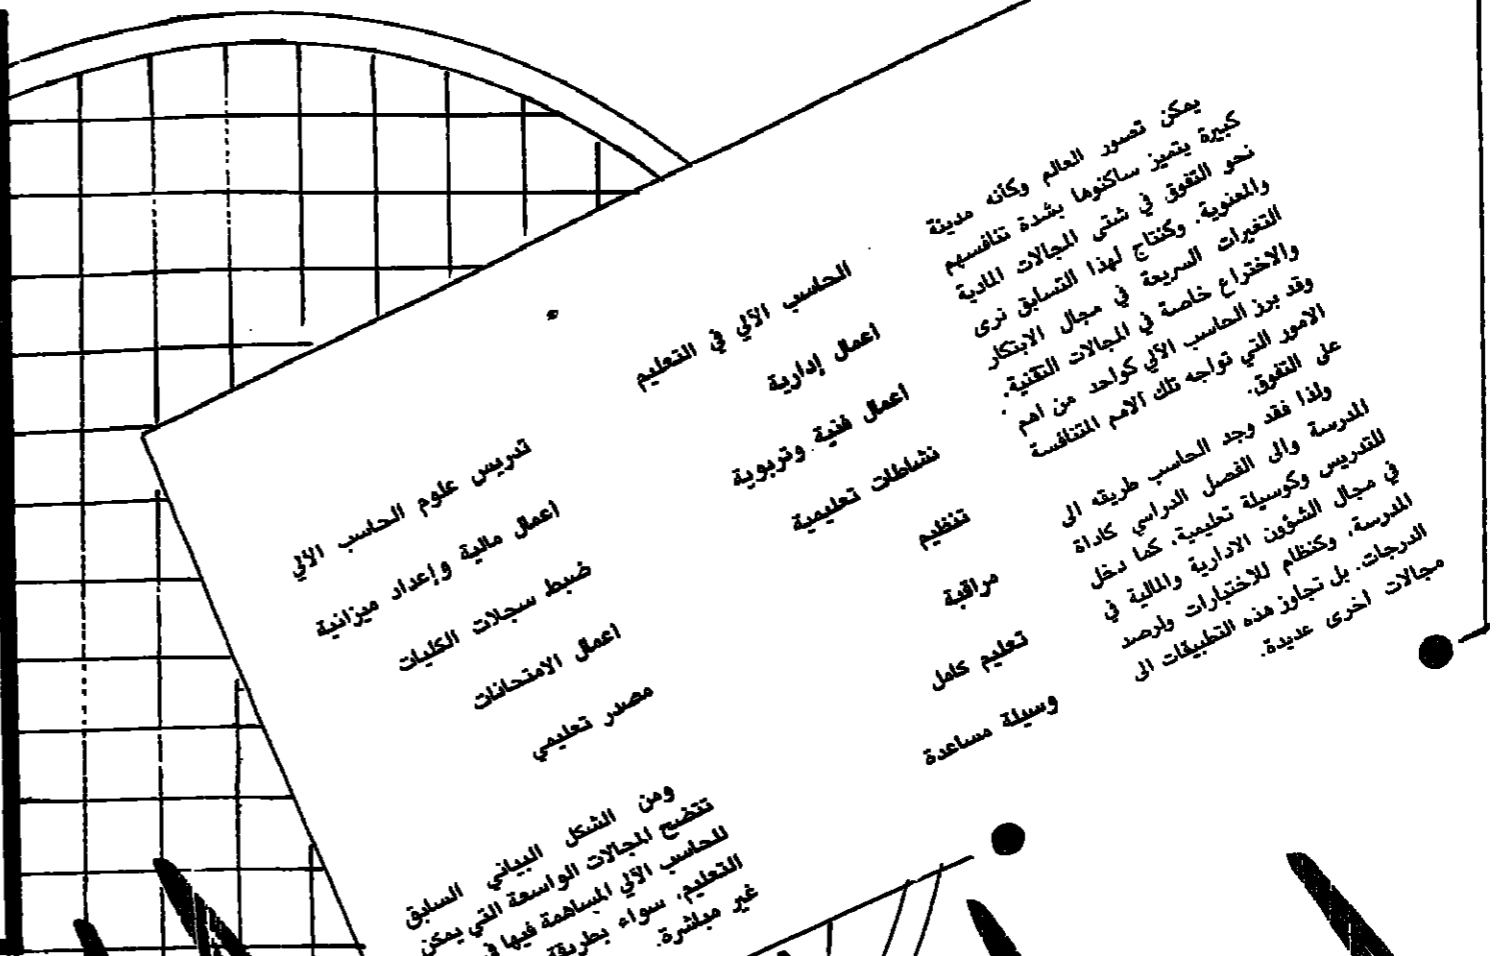 يمكن تصور العالم وكأنه مدينة
كبيرة يتميز ساكنوها بشدة تنافسهم
نحو التفوق في شتى المجالات المادية
والمعنوية. وكنتاج لهذا التسابق نرى
التغيرات السريعة في مجال الابتكار
والاختراع خاصة في المجالات التقنية.
وقد برز الحاسب الآلي كواحد من اهم
الامور التي تواجه تلك الامم المتنافسة
على التفوق.
ولذا فقد وجد الحاسب طريقه الى
المدرسة والى الفصل الدراسي كاداة
للتدريس وكوسيلة تعليمية، كما دخل
في مجال الشؤون الادارية والمالية في
المدرسة، وكنظام للاختبارات ولرصد
الدرجات. بل تجاوز هذه التطبيقات الى
مجالات اخرى عديدة.
الحاسب الآلي في التعليم
اعمال إدارية
اعمال فنية وتربوية
نشاطات تعليمية
تنظيم
مراقبة
تعليم كامل
وسيلة مساعدة
تدريس علوم الحاسب الآلي
اعمال مالية وإعداد ميزانية
ضبط سجلات الكليات
اعمال الامتحانات
مصدر تعليمي
ومن الشكل البياني السابق
تتضح المجالات الواسعة التي يمكن
للحاسب الآلي المساهمة فيها في
التعليم، سواء بطريقة
غير مباشرة.